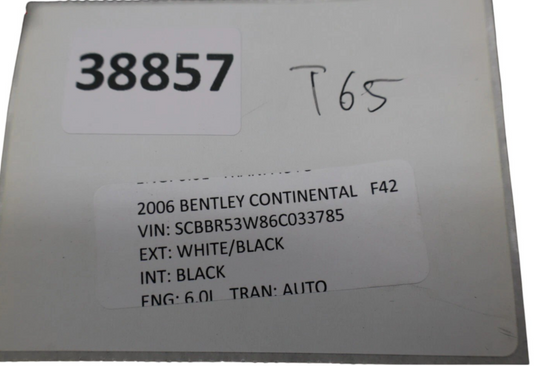 38857
T65
2006 BENTLEY CONTINENTAL F42
VIN: SCBBR53W86C033785
EXT: WHITE/BLACK
INT: BLACK
ENG: 6.0L TRAN: AUTO